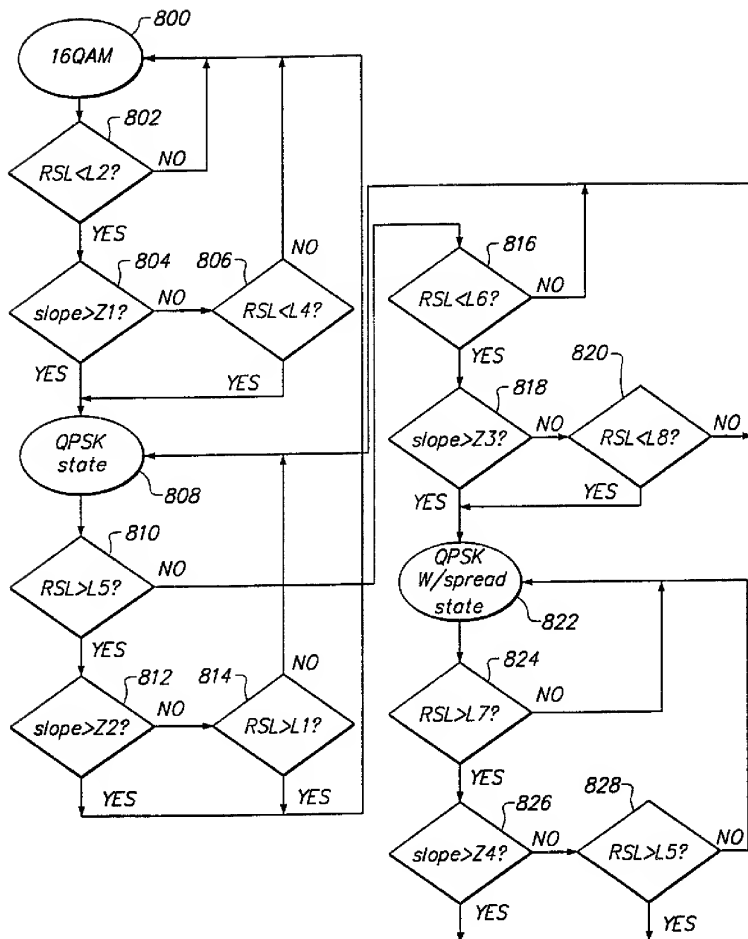 800
16QAM
802
RSL<L2?
NO
YES
804
slope>Z1?
NO
YES
806
RSL<L4?
NO
YES
QPSK
state
808
810
RSL>L5?
NO
YES
812
slope>Z2?
NO
YES
814
RSL>L1?
NO
YES
816
RSL<L6?
NO
YES
818
slope>Z3?
NO
YES
820
RSL<L8?
NO
YES
QPSK
W/spread
state
822
824
RSL>L7?
NO
YES
826
slope>Z4?
NO
YES
828
RSL>L5?
NO
YES